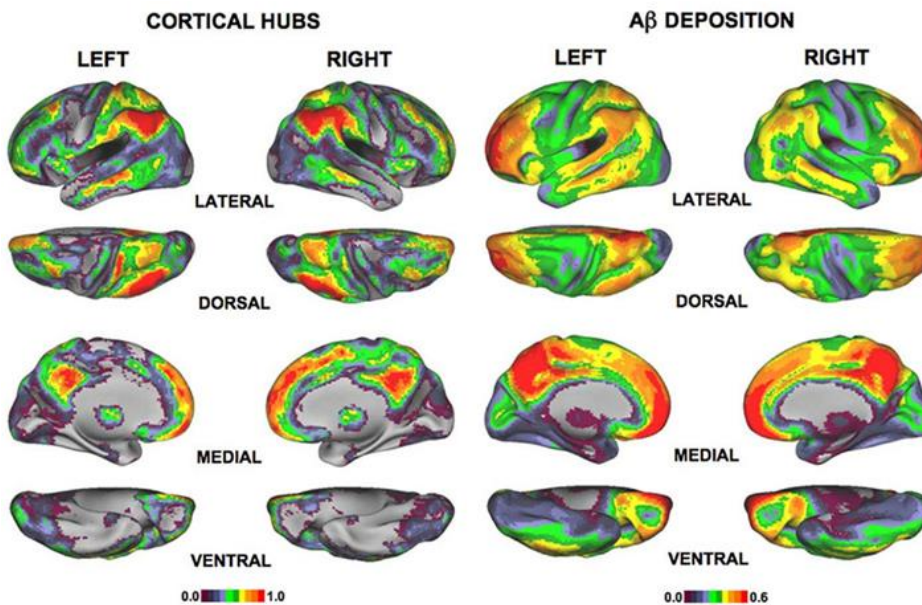 CORTICAL HUBS
LEFT RIGHT
LATERAL
DORSAL
MEDIAL
VENTRAL
0.0 1.0
Aβ DEPOSITION
LEFT RIGHT
LATERAL
DORSAL
MEDIAL
VENTRAL
0.0 0.6